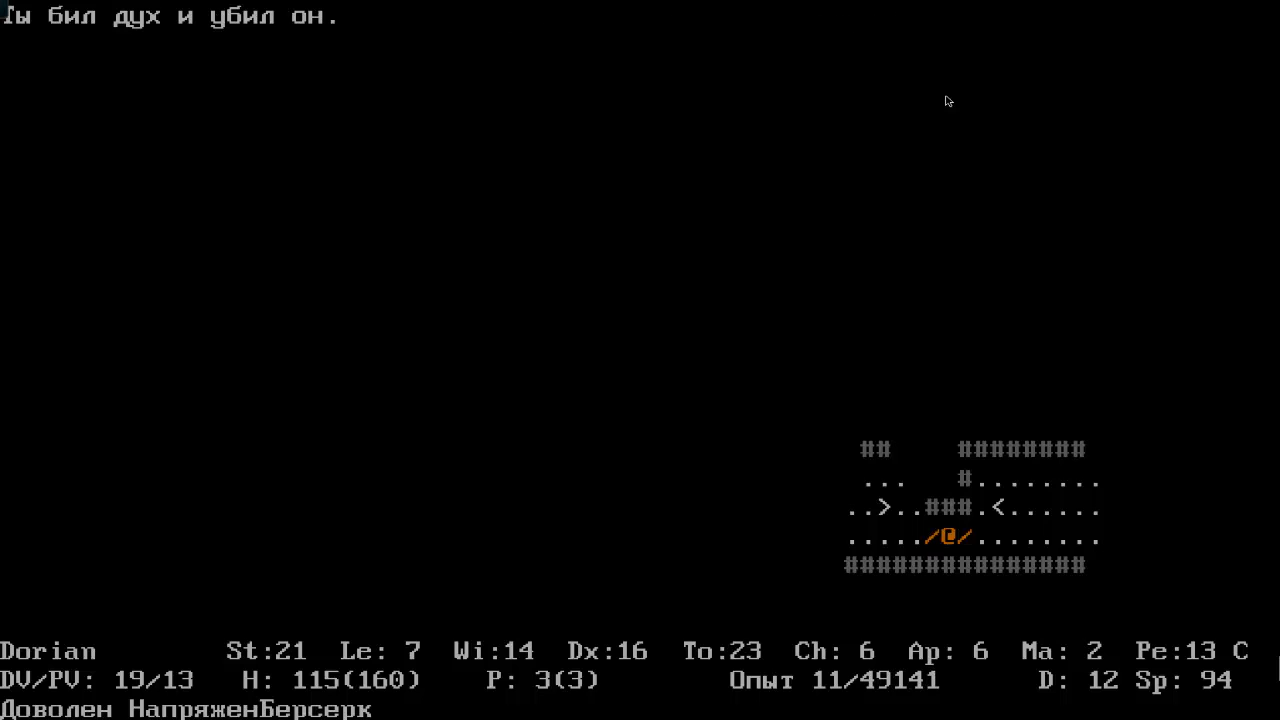 Ты бил дух и убил он.
## ########
... #........
..>..###.<......
...../@/........
###############
Dorian St:21 Le: 7 Wi:14 Dx:16 To:23 Ch: 6 Ap: 6 Ma: 2 Pe:13 C
DV/PV: 19/13 H: 115(160) P: 3(3) Опыт 11/49141 D: 12 Sp: 94
Доволен НапряженБерсерк